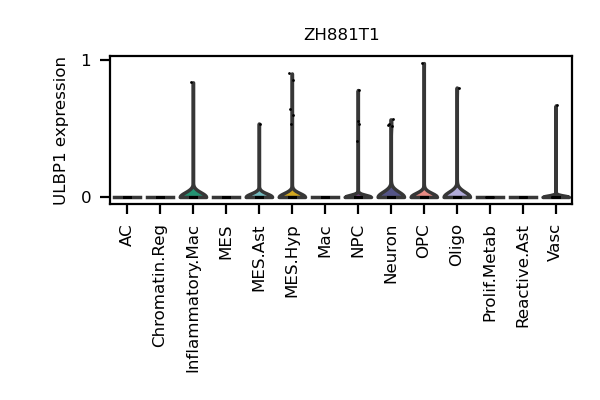 ZH881T1
ULBP1 expression
1
0
AC
Chromatin.Reg
Inflammatory.Mac
MES
MES.Ast
MES.Hyp
Mac
NPC
Neuron
OPC
Oligo
Prolif.Metab
Reactive.Ast
Vasc